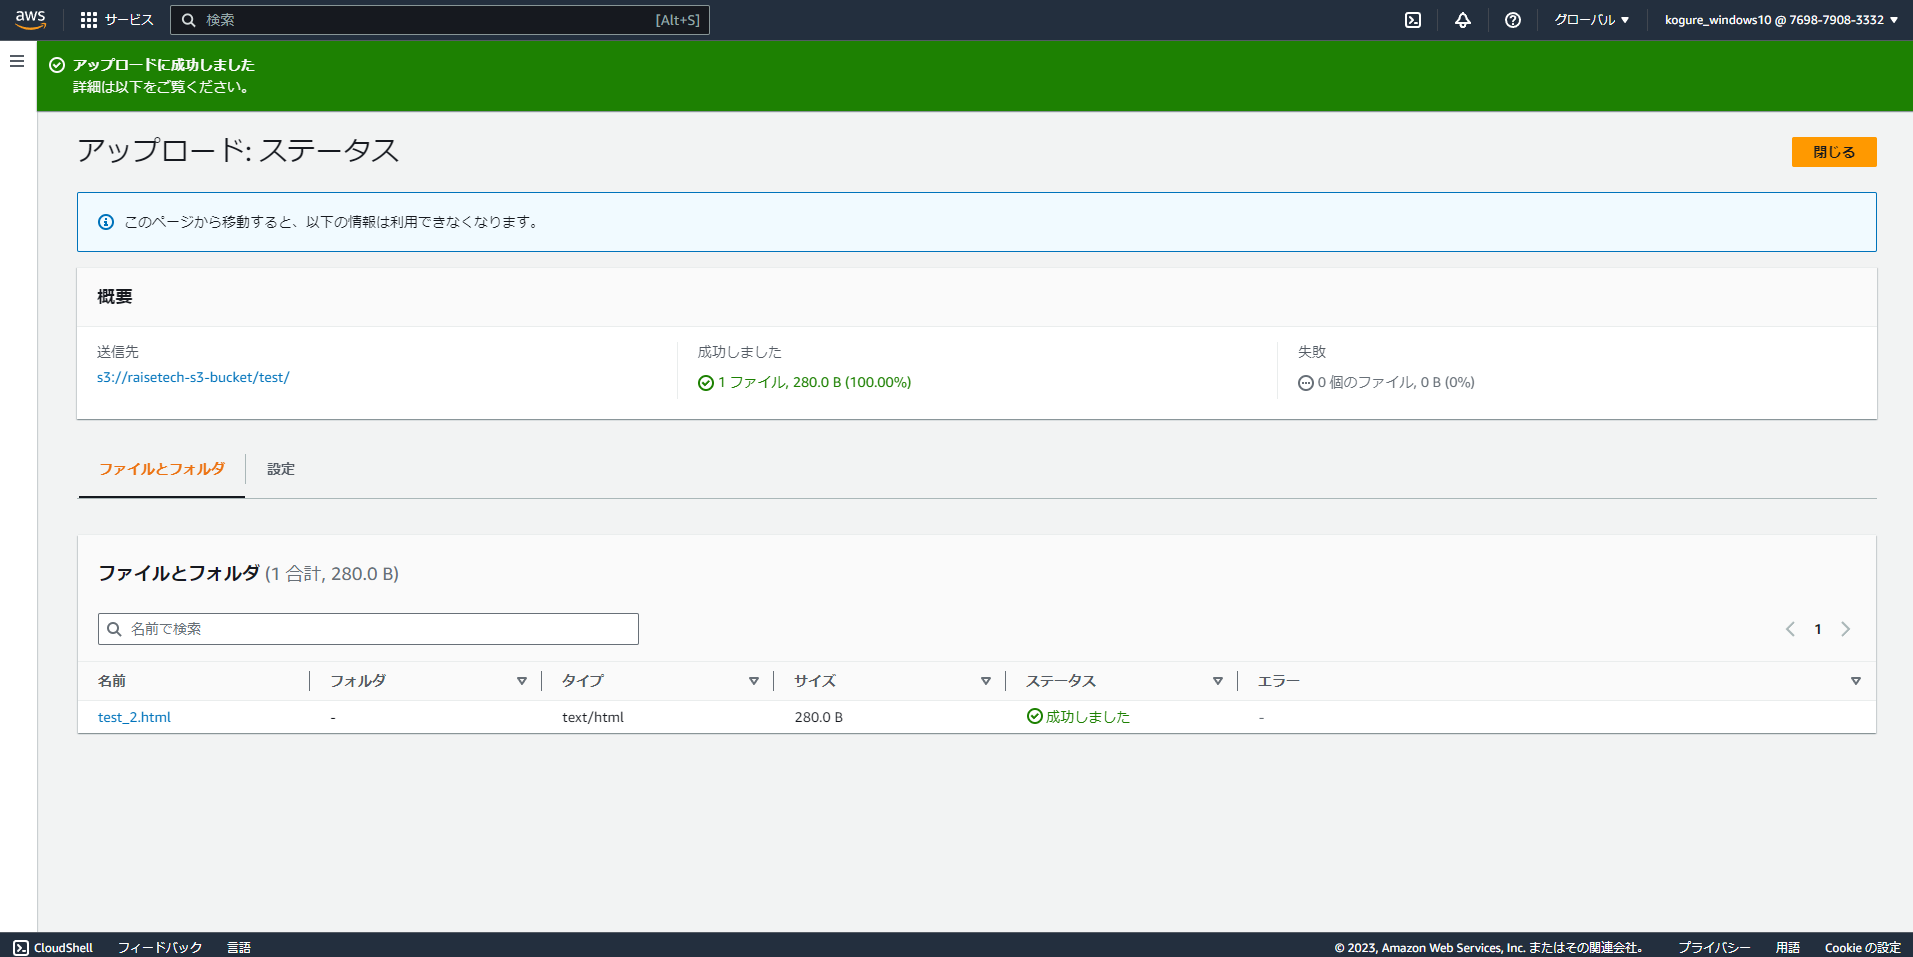 aws
サービス
検索
[Alt+S]
グローバル
kogure_windows10 @ 7698-7908-3332
アップロードに成功しました
詳細は以下をご覧ください。
アップロード: ステータス
閉じる
このページから移動すると、以下の情報は利用できなくなります。
概要
送信先
s3://raisetech-s3-bucket/test/
成功しました
1 ファイル, 280.0 B (100.00%)
失敗
0 個のファイル, 0 B (0%)
ファイルとフォルダ
設定
ファイルとフォルダ (1 合計, 280.0 B)
名前で検索
1
名前 フォルダ タイプ サイズ ステータス エラー
test_2.html - text/html 280.0 B 成功しました -
CloudShell フィードバック 言語
© 2023, Amazon Web Services, Inc. またはその関連会社。 プライバシー 用語 Cookie の設定